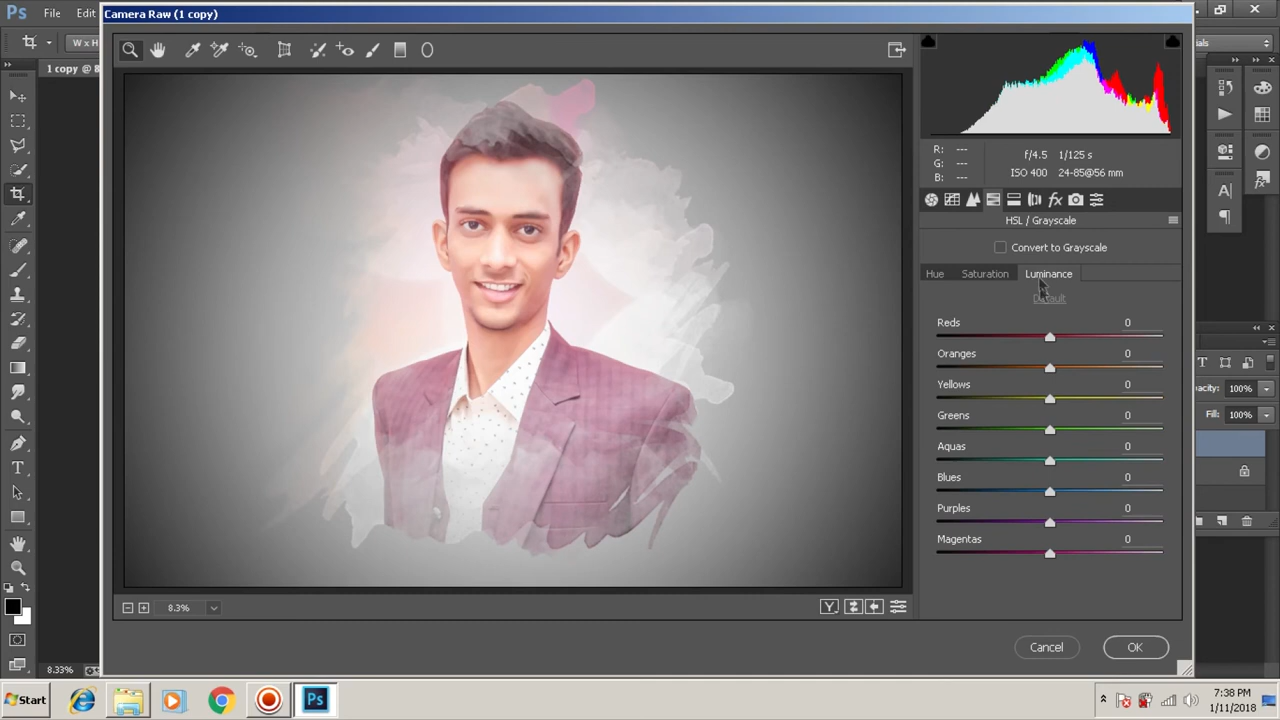 Ps File Edit
Camera Raw (1 copy)
W x H
1 copy @ 8
R: ---
G: ---
B: ---
f/4.5 1/125 s
ISO 400 24-85@56 mm
HSL / Grayscale
Convert to Grayscale
Hue Saturation Luminance
Default
Reds 0
Oranges 0
Yellows 0
Greens 0
Aquas 0
Blues 0
Purples 0
Magentas 0
8.3%
Y
Cancel OK
100%
Fill: 100%
8.33%
Start
Ps
7:38 PM
1/11/2018